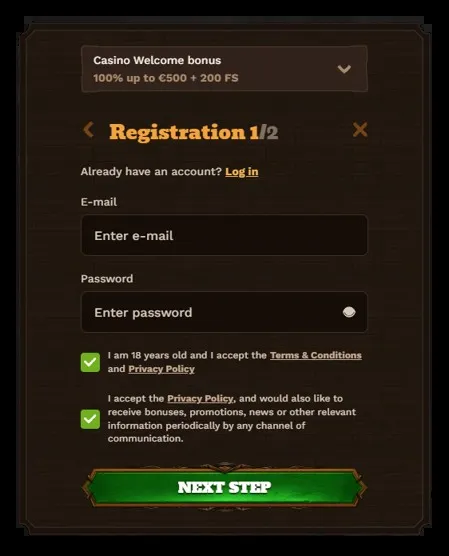 Casino Welcome bonus
100% up to €500 + 200 FS
Registration 1/2
Already have an account? Log in
E-mail
Enter e-mail
Password
Enter password
I am 18 years old and I accept the Terms & Conditions
and Privacy Policy
I accept the Privacy Policy, and would also like to
receive bonuses, promotions, news or other relevant
information periodically by any channel of
communication.
NEXT STEP